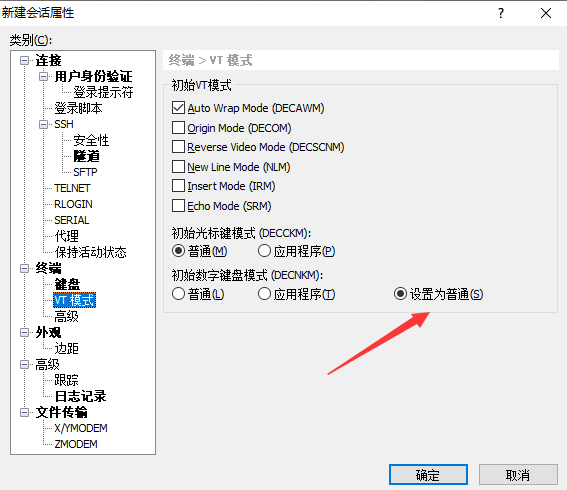 新建会话属性
类别(C):
连接
用户身份验证
登录提示符
登录脚本
SSH
安全性
隧道
SFTP
TELNET
RLOGIN
SERIAL
代理
保持活动状态
终端
键盘
VT 模式
高级
外观
边距
高级
跟踪
日志记录
文件传输
X/YMODEM
ZMODEM
终端 > VT 模式
初始VT模式
Auto Wrap Mode (DECAWM)
Origin Mode (DECOM)
Reverse Video Mode (DECSCNM)
New Line Mode (NLM)
Insert Mode (IRM)
Echo Mode (SRM)
初始光标键模式 (DECCKM):
普通(M) 应用程序(P)
初始数字键盘模式 (DECNKM):
普通(L) 应用程序(T) 设置为普通(S)
确定 取消